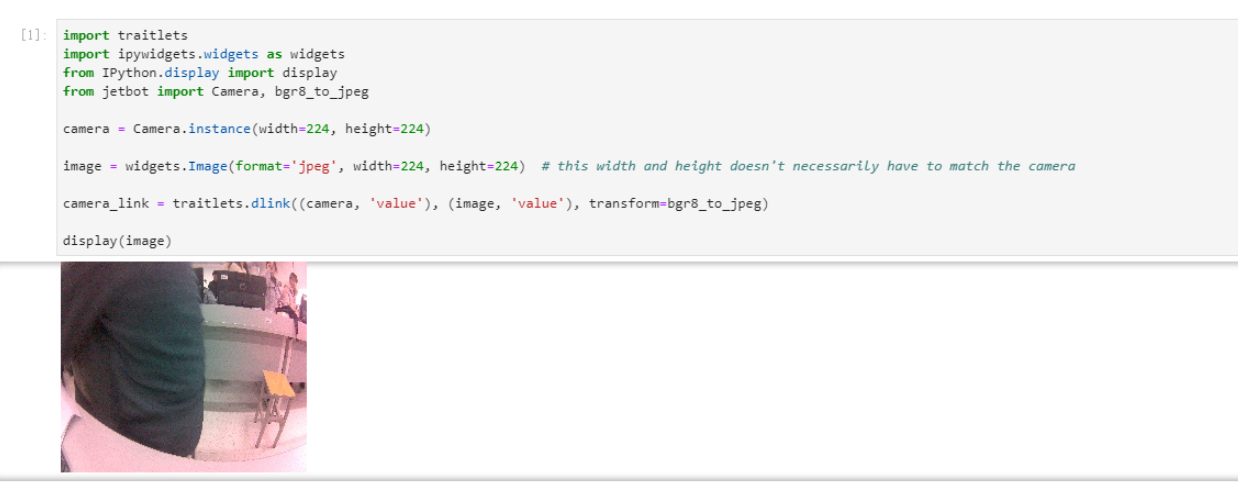 [1]:
import traitlets
import ipywidgets.widgets as widgets
from IPython.display import display
from jetbot import Camera, bgr8_to_jpeg
camera = Camera.instance(width=224, height=224)
image = widgets.Image(format='jpeg', width=224, height=224)  # this width and height doesn't necessarily have to match the camera
camera_link = traitlets.dlink((camera, 'value'), (image, 'value'), transform=bgr8_to_jpeg)
display(image)